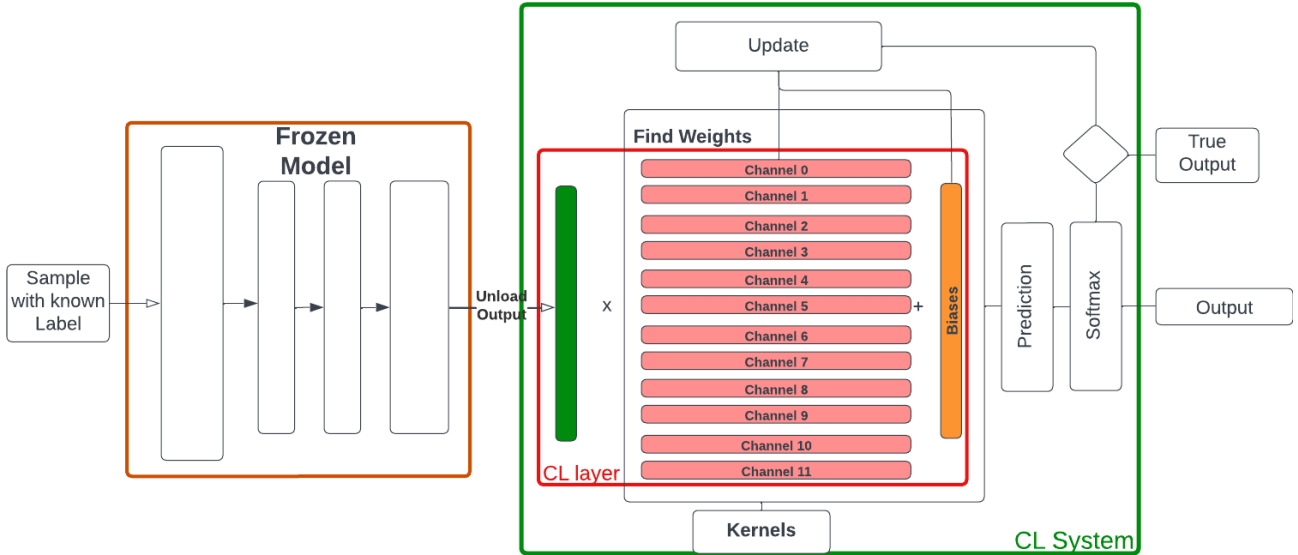 Sample
with known
Label
Frozen
Model
Unload
Output
Update
Find Weights
Channel 0
Channel 1
Channel 2
Channel 3
Channel 4
Channel 5
Channel 6
Channel 7
Channel 8
Channel 9
Channel 10
Channel 11
x
+
Biases
CL layer
Kernels
Prediction
Softmax
True
Output
Output
CL System